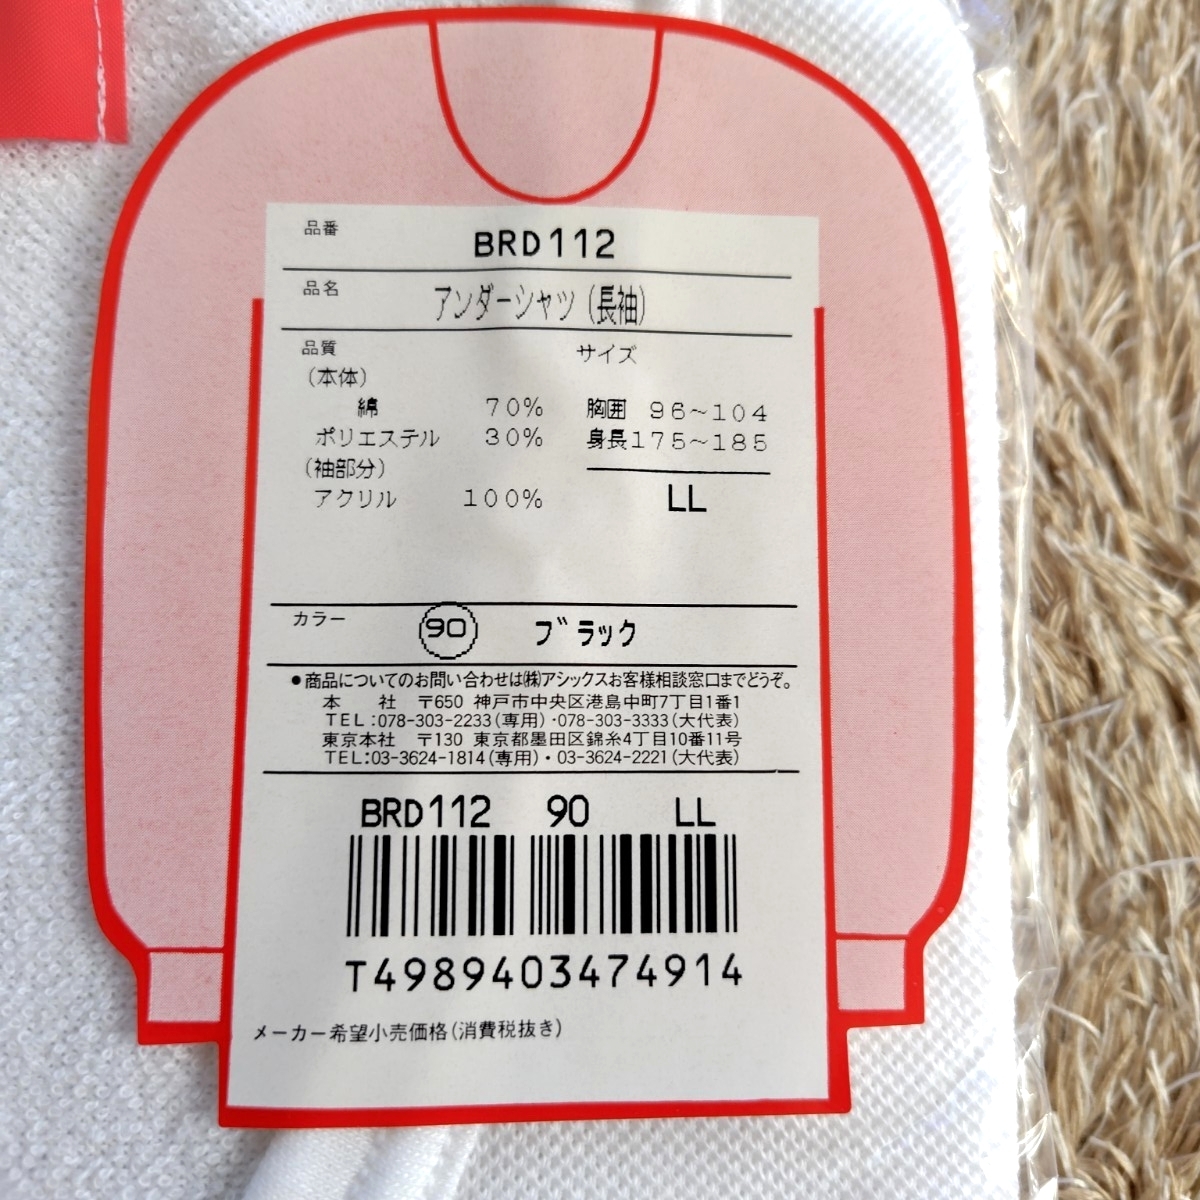 品番 BRD112
品名 アンダーシャツ(長袖)
品質 サイズ
(本体)
綿 70% 胸囲 96~104
ポリエステル 30% 身長175~185
(袖部分)
アクリル 100% LL
カラー 90 ブラック
●商品についてのお問い合わせは㈱アシックスお客様相談窓口までどうぞ。
本 社 〒650 神戸市中央区港島中町7丁目1番1
TEL:078-303-2233(専用)・078-303-3333(大代表)
東京本社 〒130 東京都墨田区錦糸4丁目10番11号
TEL:03-3624-1814(専用)・03-3624-2221(大代表)
BRD112 90 LL
T4989403474914
メーカー希望小売価格(消費税抜き)